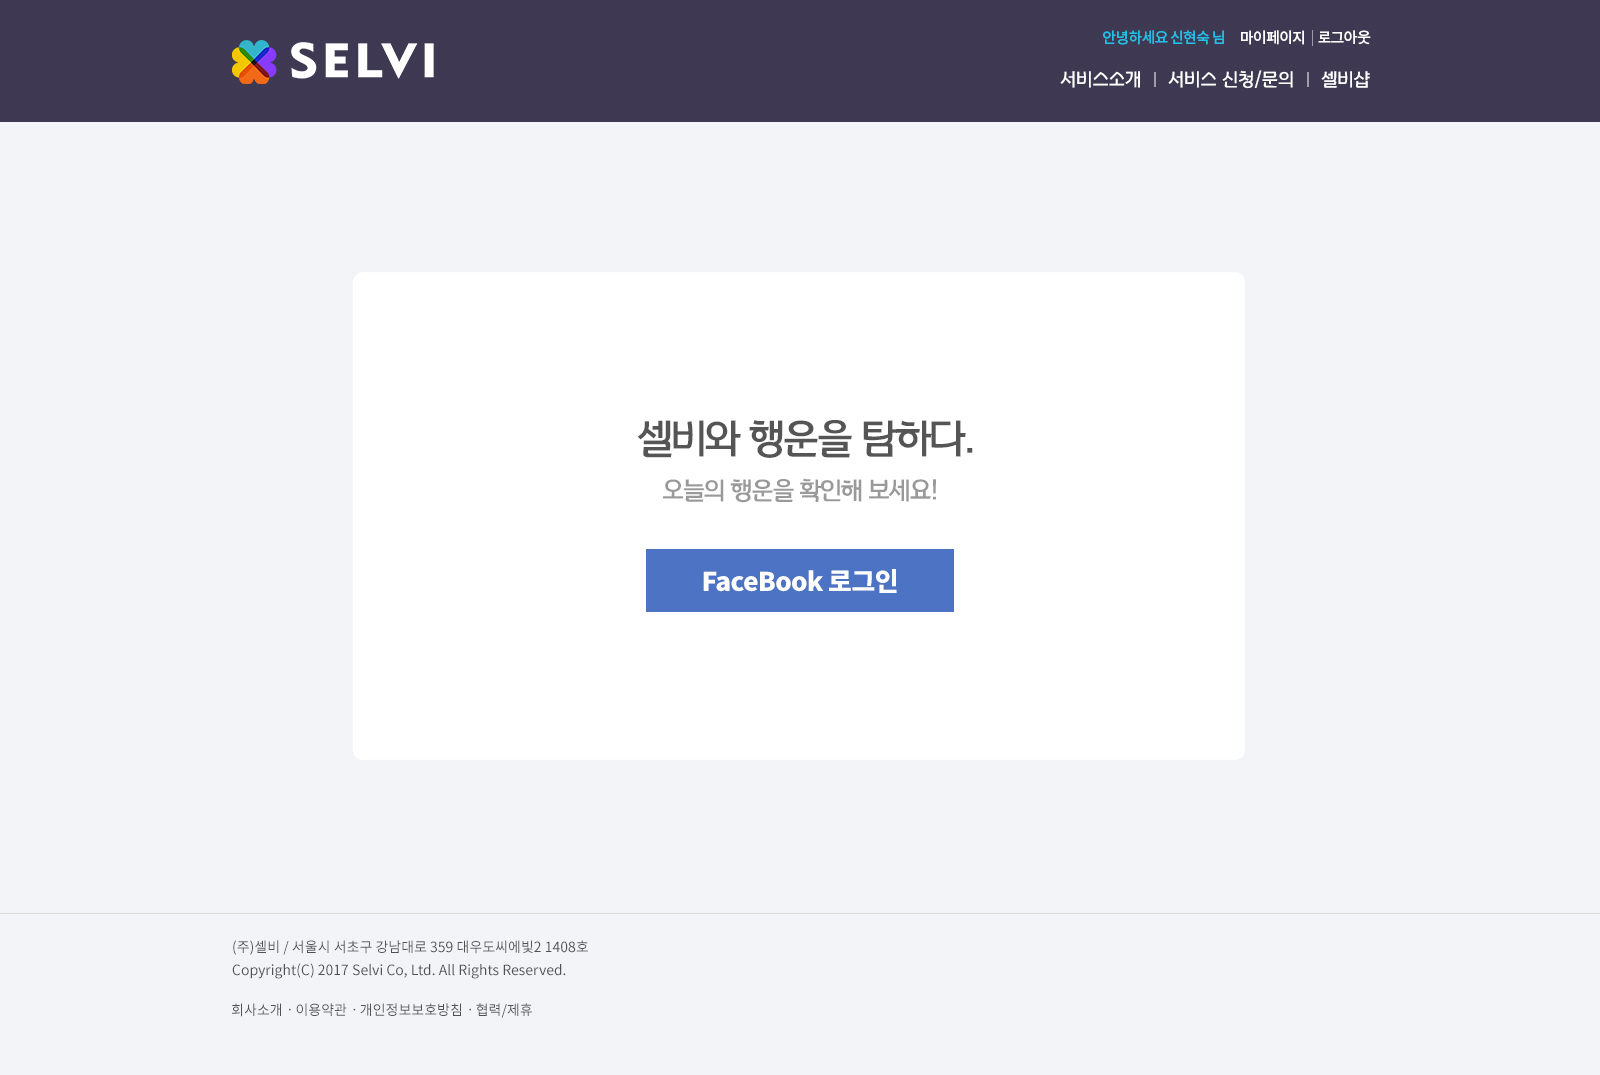 SELVI
안녕하세요 신현숙 님 마이페이지 | 로그아웃
서비스소개 | 서비스 신청/문의 | 셀비샵
셀비와 행운을 탐하다.
오늘의 행운을 확인해 보세요!
FaceBook 로그인
(주)셀비 / 서울시 서초구 강남대로 359 대우도씨에빛2 1408호
Copyright(C) 2017 Selvi Co, Ltd. All Rights Reserved.
회사소개 · 이용약관 · 개인정보보호방침 · 협력/제휴